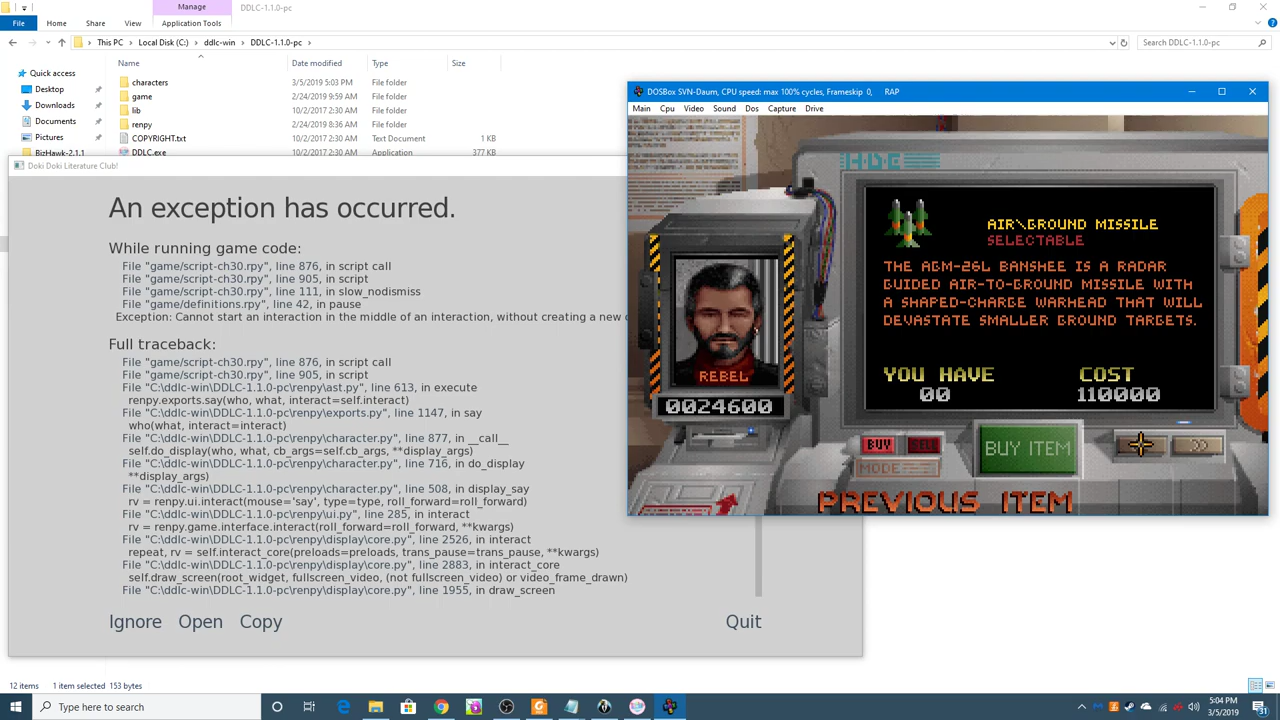 Manage
DDLC-1.1.0-pc
File
Home
Share
View
Application Tools
This PC
Local Disk (C:)
ddlc-win
DDLC-1.1.0-pc
Search DDLC-1.1.0-pc
Name
Date modified
Type
Size
Quick access
Desktop
Downloads
Documents
Pictures
BizHawk-2.1.1
characters 3/5/2019 5:03 PM File folder
game 2/24/2019 9:59 AM File folder
lib 10/2/2017 2:30 AM File folder
renpy 2/24/2019 8:36 AM File folder
COPYRIGHT.txt 10/2/2017 2:30 AM Text Document 1 KB
DDLC.exe 10/2/2017 2:30 AM Application 377 KB
Doki Doki Literature Club!
An exception has occurred.
While running game code:
File "game/script-ch30.rpy", line 876, in script call
File "game/script-ch30.rpy", line 905, in script
File "game/script-ch30.rpy", line 111, in slow_nodismiss
File "game/definitions.rpy", line 42, in pause
Exception: Cannot start an interaction in the middle of an interaction, without creating a new
Full traceback:
File "game/script-ch30.rpy", line 876, in script call
File "game/script-ch30.rpy", line 905, in script
File "C:\ddlc-win\DDLC-1.1.0-pc\renpy\ast.py", line 613, in execute
renpy.exports.say(who, what, interact=self.interact)
File "C:\ddlc-win\DDLC-1.1.0-pc\renpy\exports.py", line 1147, in say
who(what, interact=interact)
File "C:\ddlc-win\DDLC-1.1.0-pc\renpy\character.py", line 877, in __call__
self.do_display(who, what, cb_args=self.cb_args, **display_args)
File "C:\ddlc-win\DDLC-1.1.0-pc\renpy\character.py", line 716, in do_display
**display_args)
File "C:\ddlc-win\DDLC-1.1.0-pc\renpy\character.py", line 508, in display_say
rv = renpy.ui.interact(mouse='say', type=type, roll_forward=roll_forward)
File "C:\ddlc-win\DDLC-1.1.0-pc\renpy\ui.py", line 285, in interact
rv = renpy.game.interface.interact(roll_forward=roll_forward, **kwargs)
File "C:\ddlc-win\DDLC-1.1.0-pc\renpy\display\core.py", line 2526, in interact
repeat, rv = self.interact_core(preloads=preloads, trans_pause=trans_pause, **kwargs)
File "C:\ddlc-win\DDLC-1.1.0-pc\renpy\display\core.py", line 2883, in interact_core
self.draw_screen(root_widget, fullscreen_video, (not fullscreen_video) or video_frame_drawn)
File "C:\ddlc-win\DDLC-1.1.0-pc\renpy\display\core.py", line 1955, in draw_screen
Ignore
Open
Copy
Quit
DOSBox SVN-Daum, CPU speed: max 100% cycles, Frameskip 0, RAP
Main Cpu Video Sound Dos Capture Drive
H-D-C
AIR\GROUND MISSILE
SELECTABLE
THE AGM-26L BANSHEE IS A RADAR
GUIDED AIR-TO-GROUND MISSILE WITH
A SHAPED-CHARGE WARHEAD THAT WILL
DEVASTATE SMALLER GROUND TARGETS.
YOU HAVE
00
COST
110000
REBEL
0024600
BUY
SELL
MODE
BUY ITEM
PREVIOUS ITEM
12 items
1 item selected 153 bytes
Type here to search
5:04 PM
3/5/2019
31